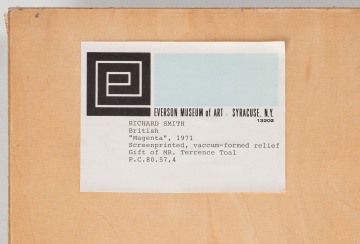 EVERSON MUSEUM of ART . SYRACUSE, N.Y.
13202
RICHARD SMITH
British
"Magenta", 1971
Screenprinted, vaccum-formed relief
Gift of MR. Terrence Toal
P.C.80.57,4